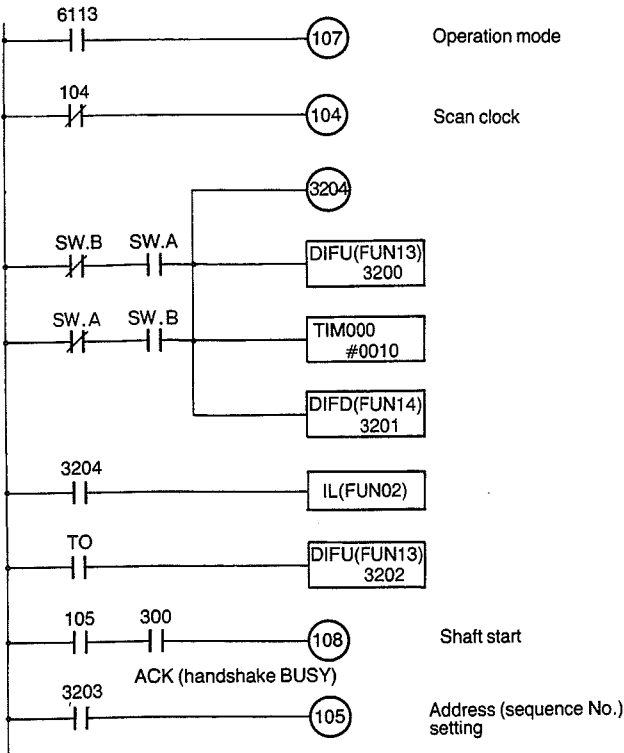 6113
107 Operation mode
104
104 Scan clock
3204
SW.B SW.A DIFU(FUN13)
3200
SW.A SW.B TIM000
#0010
DIFD(FUN14)
3201
3204
IL(FUN02)
TO DIFU(FUN13)
3202
105 300
108 Shaft start
ACK (handshake BUSY)
3203
105 Address (sequence No.)
setting